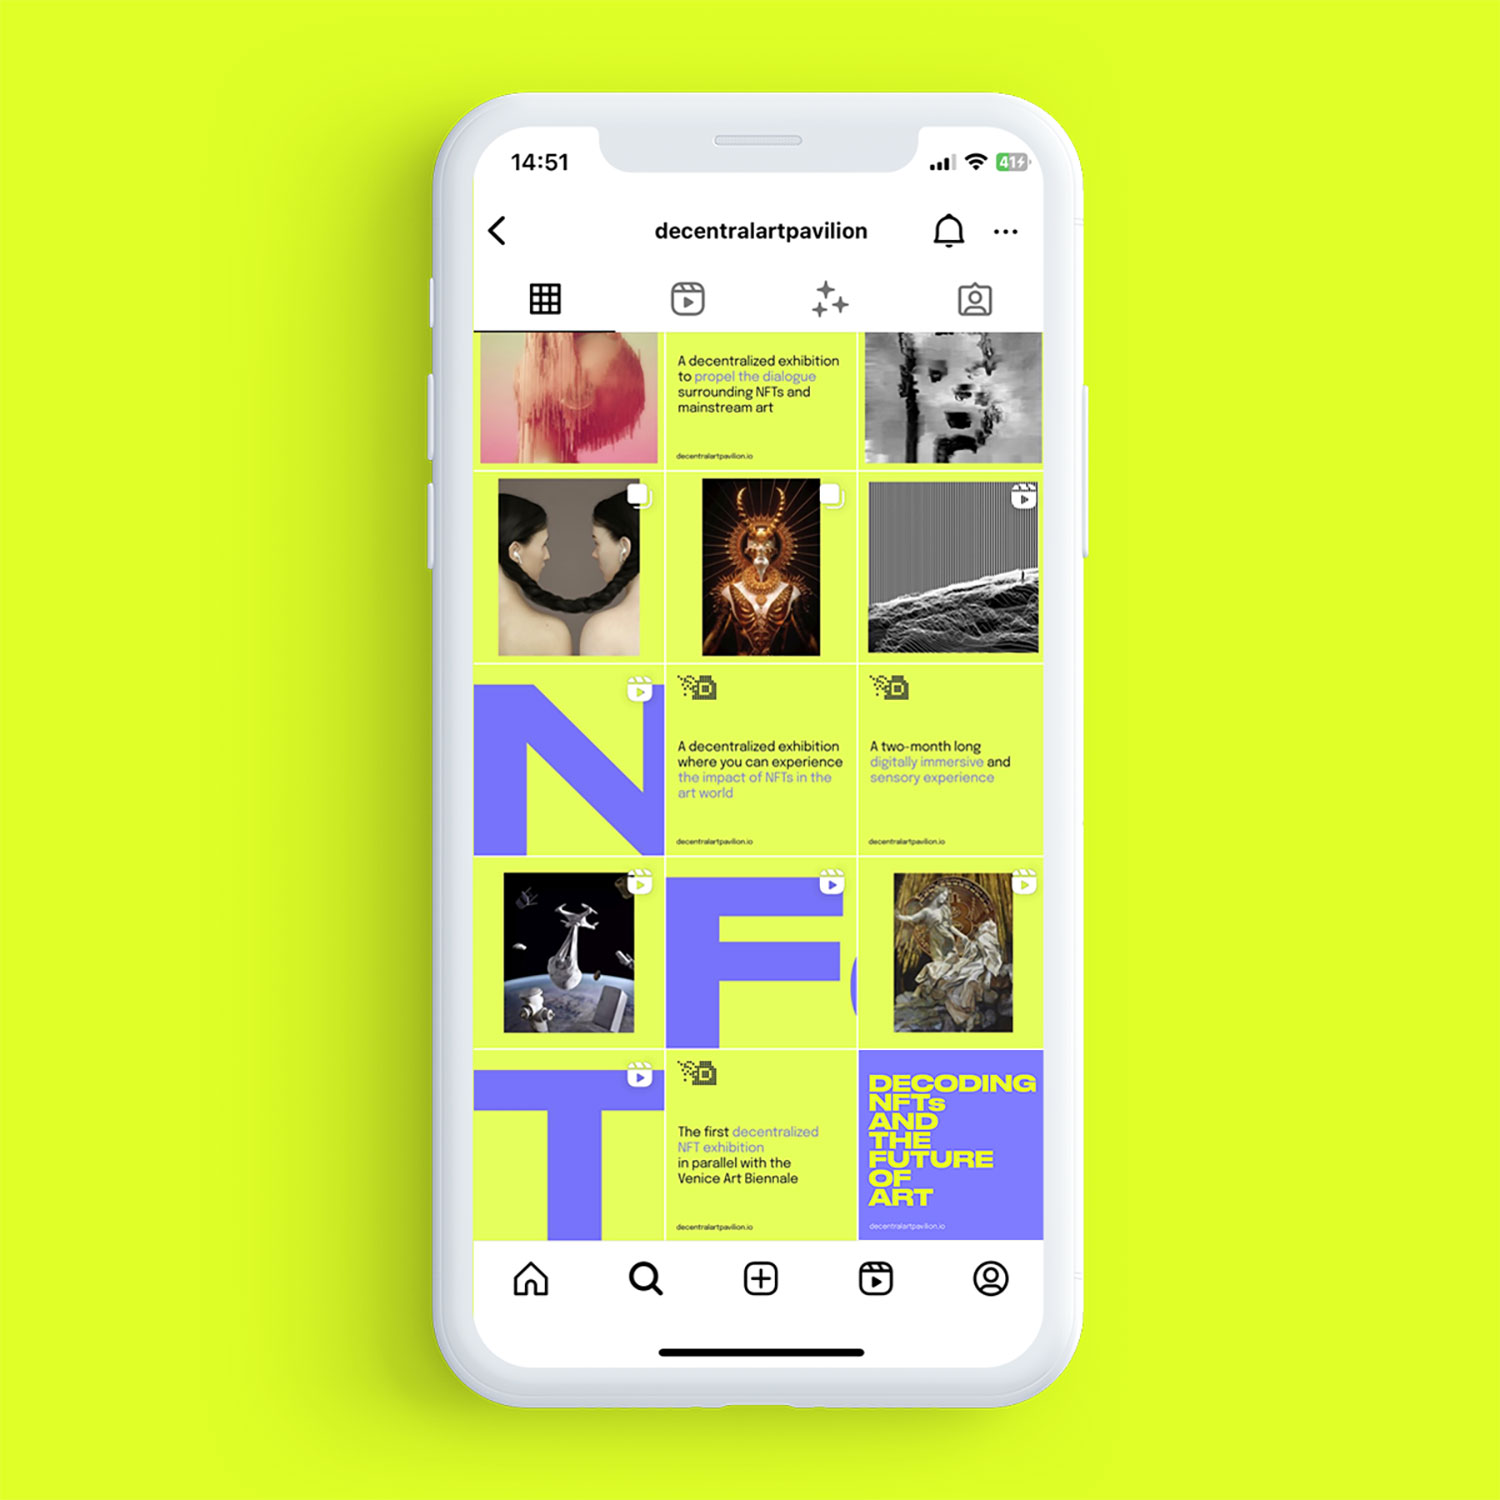 14:51
41
decentralartpavilion
A decentralized exhibition
to propel the dialogue
surrounding NFTs and
mainstream art
decentralartpavilion.io
N
A decentralized exhibition
where you can experience
the impact of NFTs in the
art world
decentralartpavilion.io
A two-month long
digitally immersive and
sensory experience
decentralartpavilion.io
F
T
The first decentralized
NFT exhibition
in parallel with the
Venice Art Biennale
decentralartpavilion.io
DECODING
NFTs
AND
THE
FUTURE
OF
ART
decentralartpavilion.io